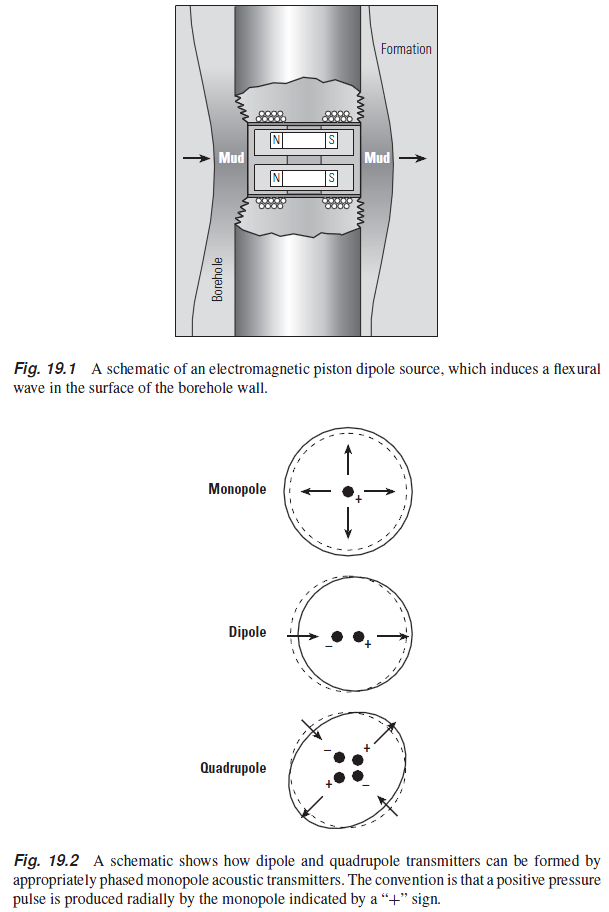 Formation
N S
Mud Mud
N S
Borehole
Fig. 19.1 A schematic of an electromagnetic piston dipole source, which induces a flexural
wave in the surface of the borehole wall.
Monopole
+
Dipole
– +
Quadrupole
– +
+ –
Fig. 19.2 A schematic shows how dipole and quadrupole transmitters can be formed by
appropriately phased monopole acoustic transmitters. The convention is that a positive pressure
pulse is produced radially by the monopole indicated by a “+” sign.